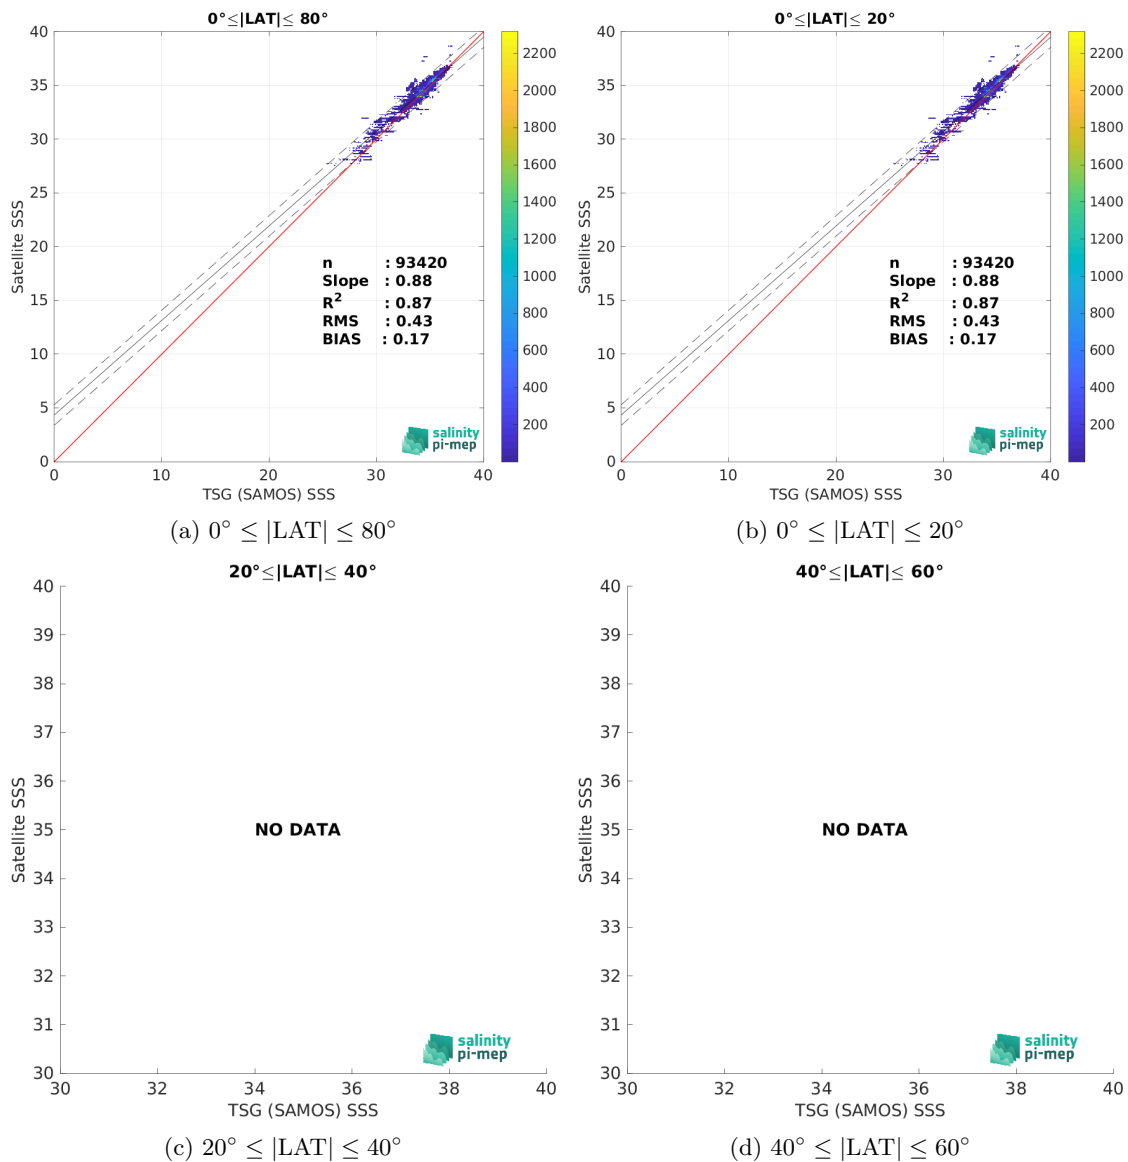 0°≤|LAT|≤ 80°
40
35
30
25
20
15
10
5
0
0
10
20
30
40
Satellite SSS
TSG (SAMOS) SSS
n : 93420
Slope : 0.88
R² : 0.87
RMS : 0.43
BIAS : 0.17
salinity
pi-mep
2200
2000
1800
1600
1400
1200
1000
800
600
400
200
(a) 0° ≤ |LAT| ≤ 80°
0°≤|LAT|≤ 20°
40
35
30
25
20
15
10
5
0
0
10
20
30
40
Satellite SSS
TSG (SAMOS) SSS
n : 93420
Slope : 0.88
R² : 0.87
RMS : 0.43
BIAS : 0.17
salinity
pi-mep
2200
2000
1800
1600
1400
1200
1000
800
600
400
200
(b) 0° ≤ |LAT| ≤ 20°
20°≤|LAT|≤ 40°
40
39
38
37
36
35
34
33
32
31
30
30
32
34
36
38
40
Satellite SSS
NO DATA
salinity
pi-mep
TSG (SAMOS) SSS
(c) 20° ≤ |LAT| ≤ 40°
40°≤|LAT|≤ 60°
40
39
38
37
36
35
34
33
32
31
30
30
32
34
36
38
40
Satellite SSS
NO DATA
salinity
pi-mep
TSG (SAMOS) SSS
(d) 40° ≤ |LAT| ≤ 60°